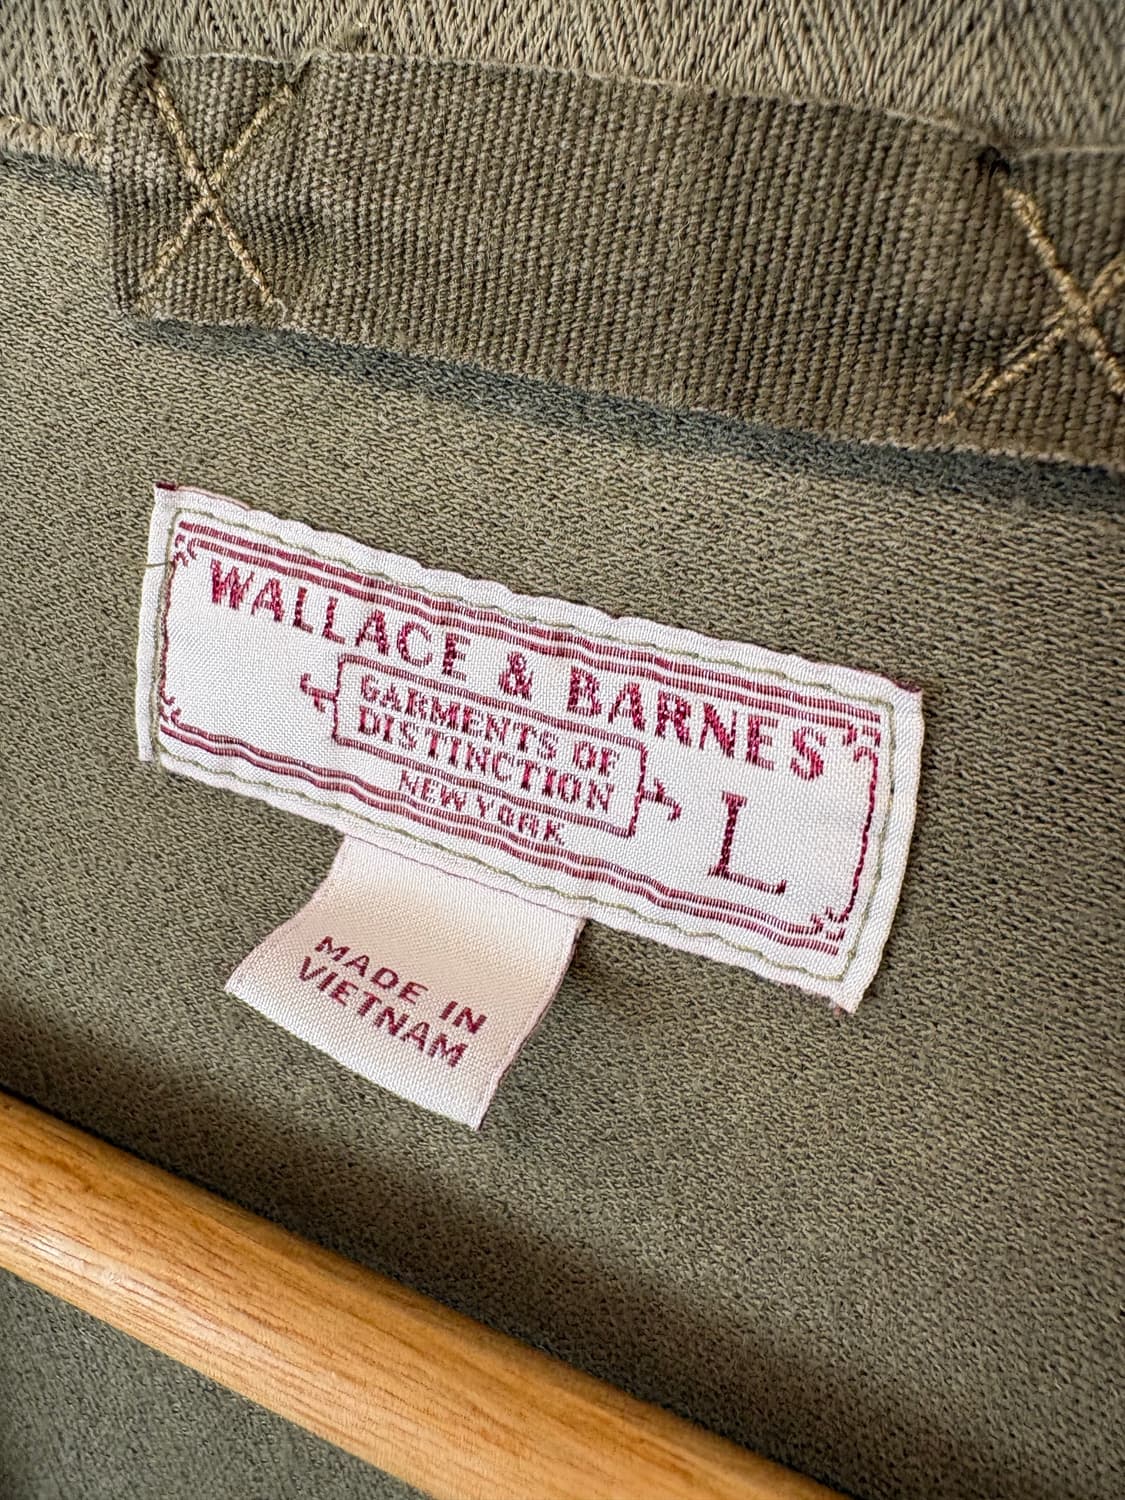 WALLACE & BARNES
GARMENTS OF
DISTINCTION
NEW YORK
L
MADE IN
VIETNAM